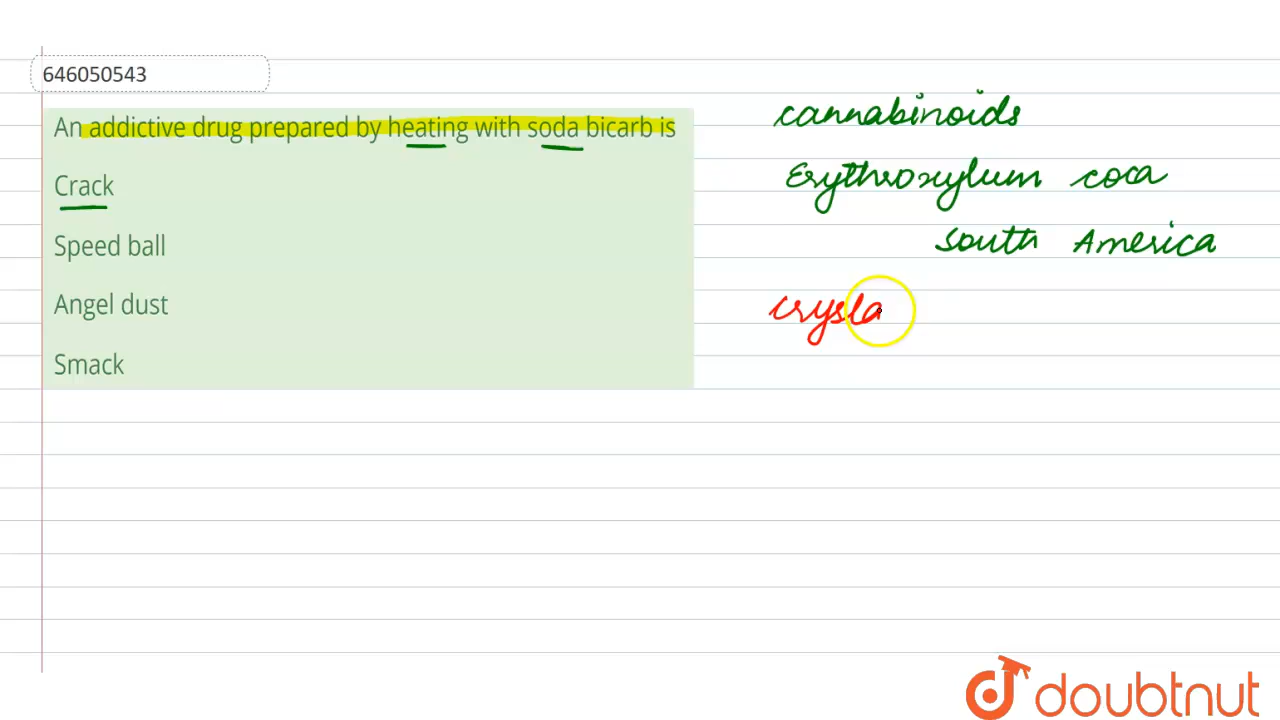 646050543
An addictive drug prepared by heating with soda bicarb is
Crack
Speed ball
Angel dust
Smack
cannabinoids
Erythroxylum coca
South America
crysta
doubtnut